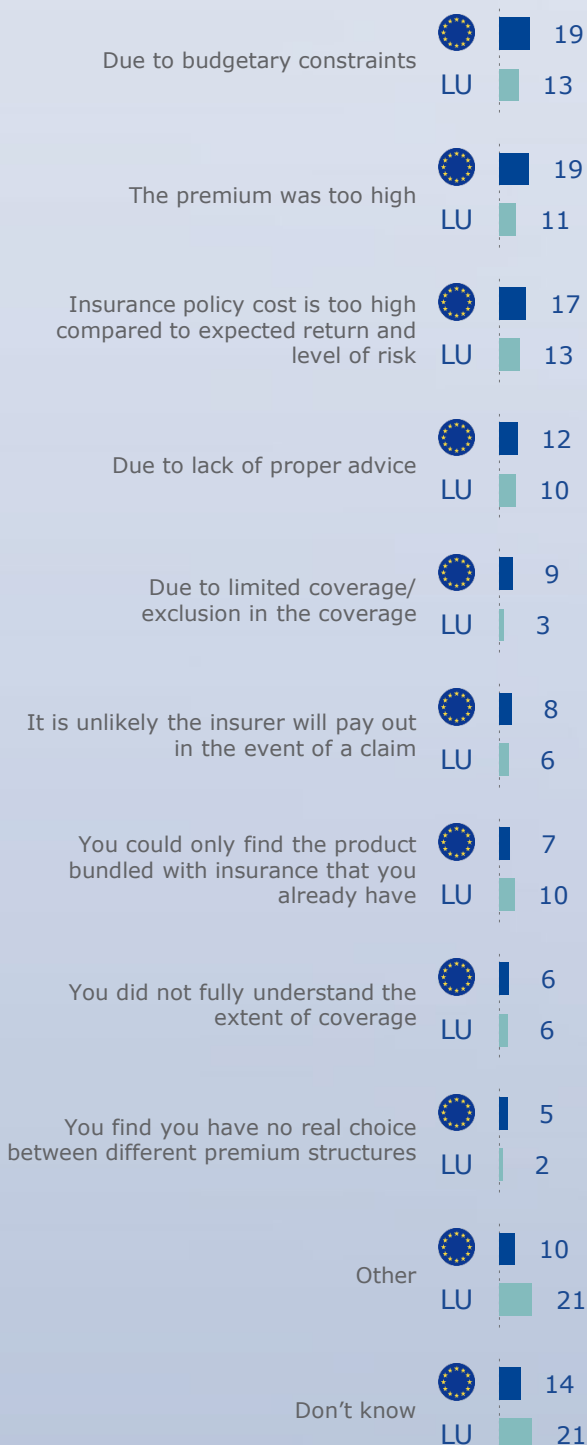 Due to budgetary constraints
19
LU 13
The premium was too high
19
LU 11
Insurance policy cost is too high
compared to expected return and
level of risk
17
LU 13
Due to lack of proper advice
12
LU 10
Due to limited coverage/
exclusion in the coverage
9
LU 3
It is unlikely the insurer will pay out
in the event of a claim
8
LU 6
You could only find the product
bundled with insurance that you
already have
7
LU 10
You did not fully understand the
extent of coverage
6
LU 6
You find you have no real choice
between different premium structures
5
LU 2
Other
10
LU 21
Don’t know
14
LU 21